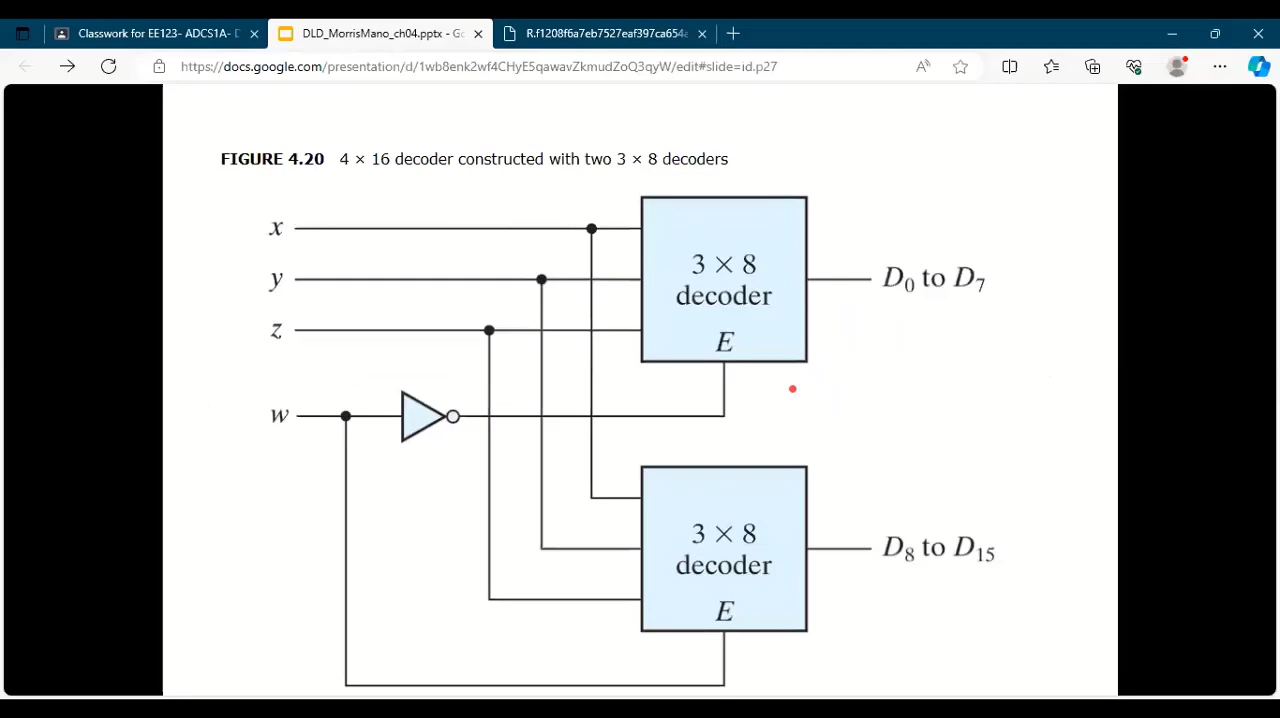 Classwork for EE123- ADCS1A- D
DLD_MorrisMano_ch04.pptx - Go
R.f1208f6a7eb7527eaf397ca654a
https://docs.google.com/presentation/d/1wb8enk2wf4CHyE5qawavZkmudZoQ3qyW/edit#slide=id.p27
FIGURE 4.20 4 × 16 decoder constructed with two 3 × 8 decoders
x
y
z
w
3 × 8
decoder
E
D0 to D7
3 × 8
decoder
E
D8 to D15